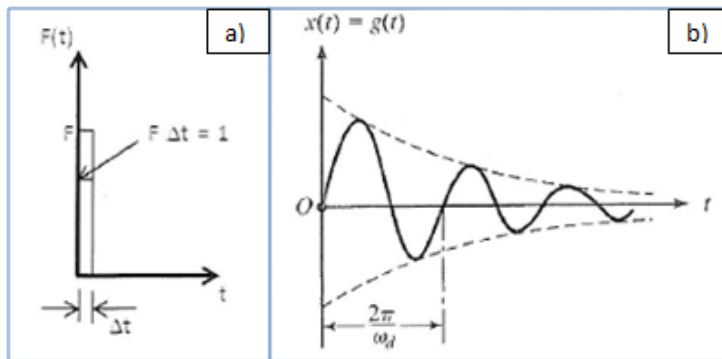 a)
F(t)
F
F Δt = 1
t
Δt
b)
x(t) = g(t)
O
t
2π
ω_d